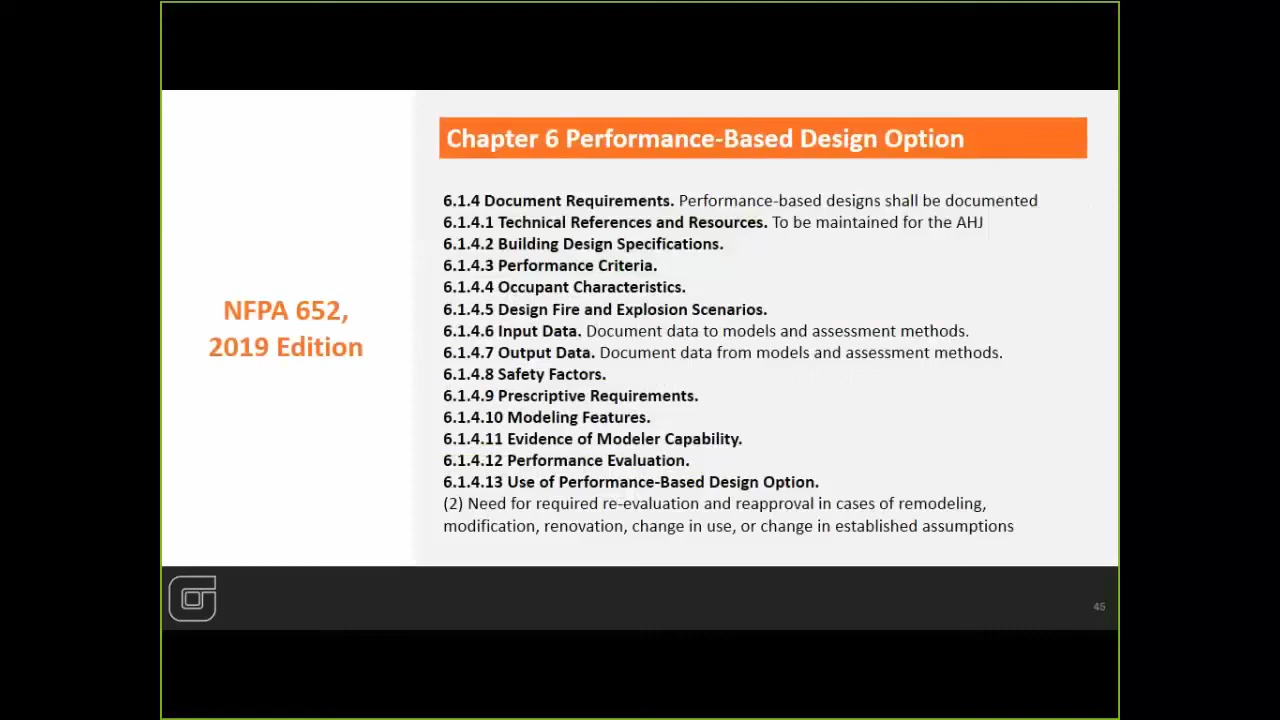 Chapter 6 Performance-Based Design Option
NFPA 652,
2019 Edition
6.1.4 Document Requirements. Performance-based designs shall be documented
6.1.4.1 Technical References and Resources. To be maintained for the AHJ
6.1.4.2 Building Design Specifications.
6.1.4.3 Performance Criteria.
6.1.4.4 Occupant Characteristics.
6.1.4.5 Design Fire and Explosion Scenarios.
6.1.4.6 Input Data. Document data to models and assessment methods.
6.1.4.7 Output Data. Document data from models and assessment methods.
6.1.4.8 Safety Factors.
6.1.4.9 Prescriptive Requirements.
6.1.4.10 Modeling Features.
6.1.4.11 Evidence of Modeler Capability.
6.1.4.12 Performance Evaluation.
6.1.4.13 Use of Performance-Based Design Option.
(2) Need for required re-evaluation and reapproval in cases of remodeling,
modification, renovation, change in use, or change in established assumptions
45